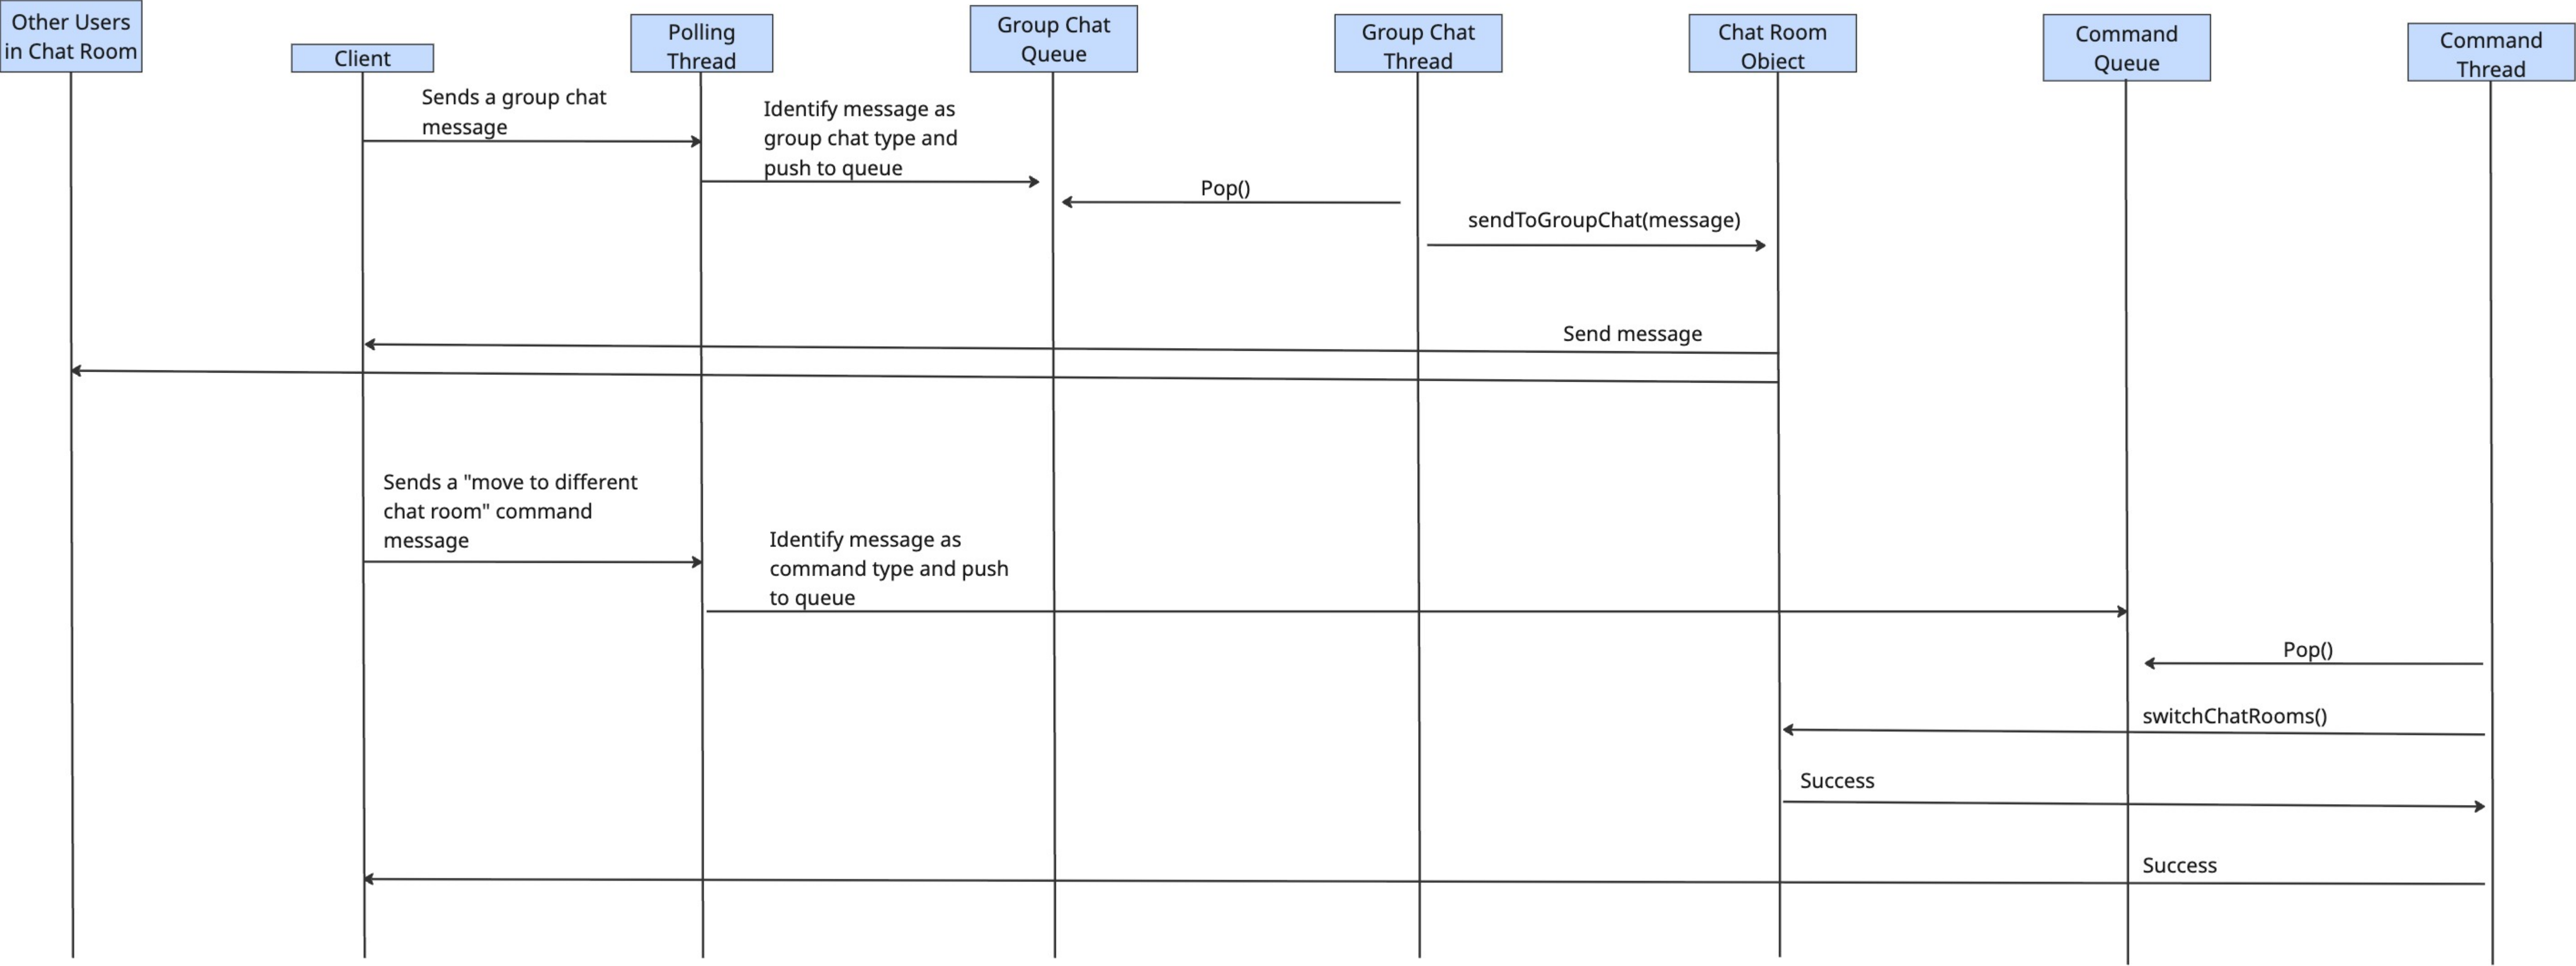 Other Users
in Chat Room
Client
Polling
Thread
Group Chat
Queue
Group Chat
Thread
Chat Room
Object
Command
Queue
Command
Thread
Sends a group chat
message
Identify message as
group chat type and
push to queue
Pop()
sendToGroupChat(message)
Send message
Sends a "move to different
chat room" command
message
Identify message as
command type and push
to queue
Pop()
switchChatRooms()
Success
Success